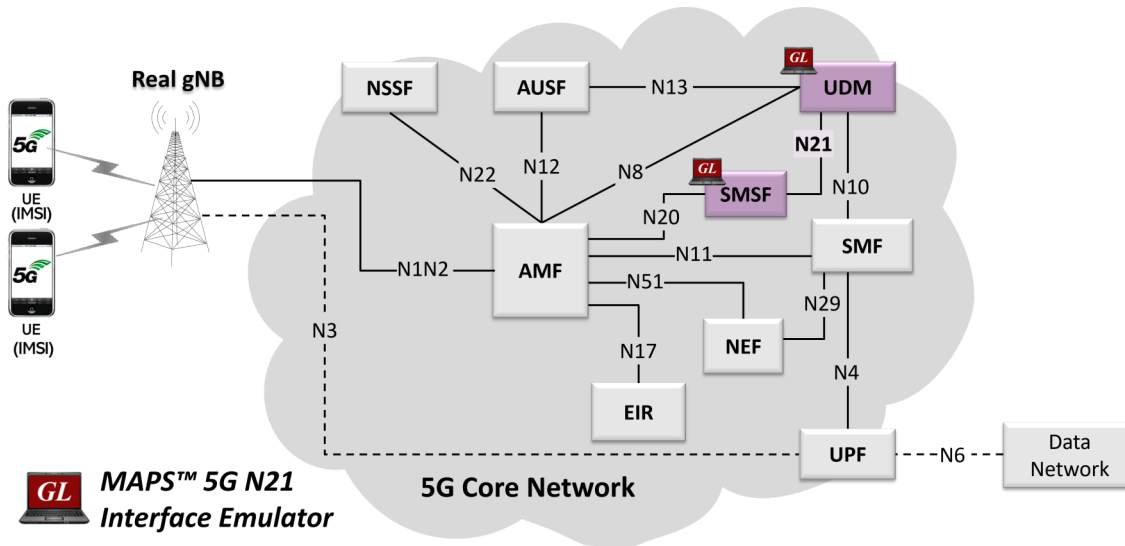 Real gNB
5G
UE
(IMSI)
5G
UE
(IMSI)
NSSF
AUSF
N13
GL
UDM
N22
N12
N8
N21
GL
SMSF
N10
N20
AMF
N11
SMF
N1N2
N51
N29
N3
NEF
N17
N4
EIR
UPF
N6
Data
Network
5G Core Network
GL
MAPS™ 5G N21
Interface Emulator